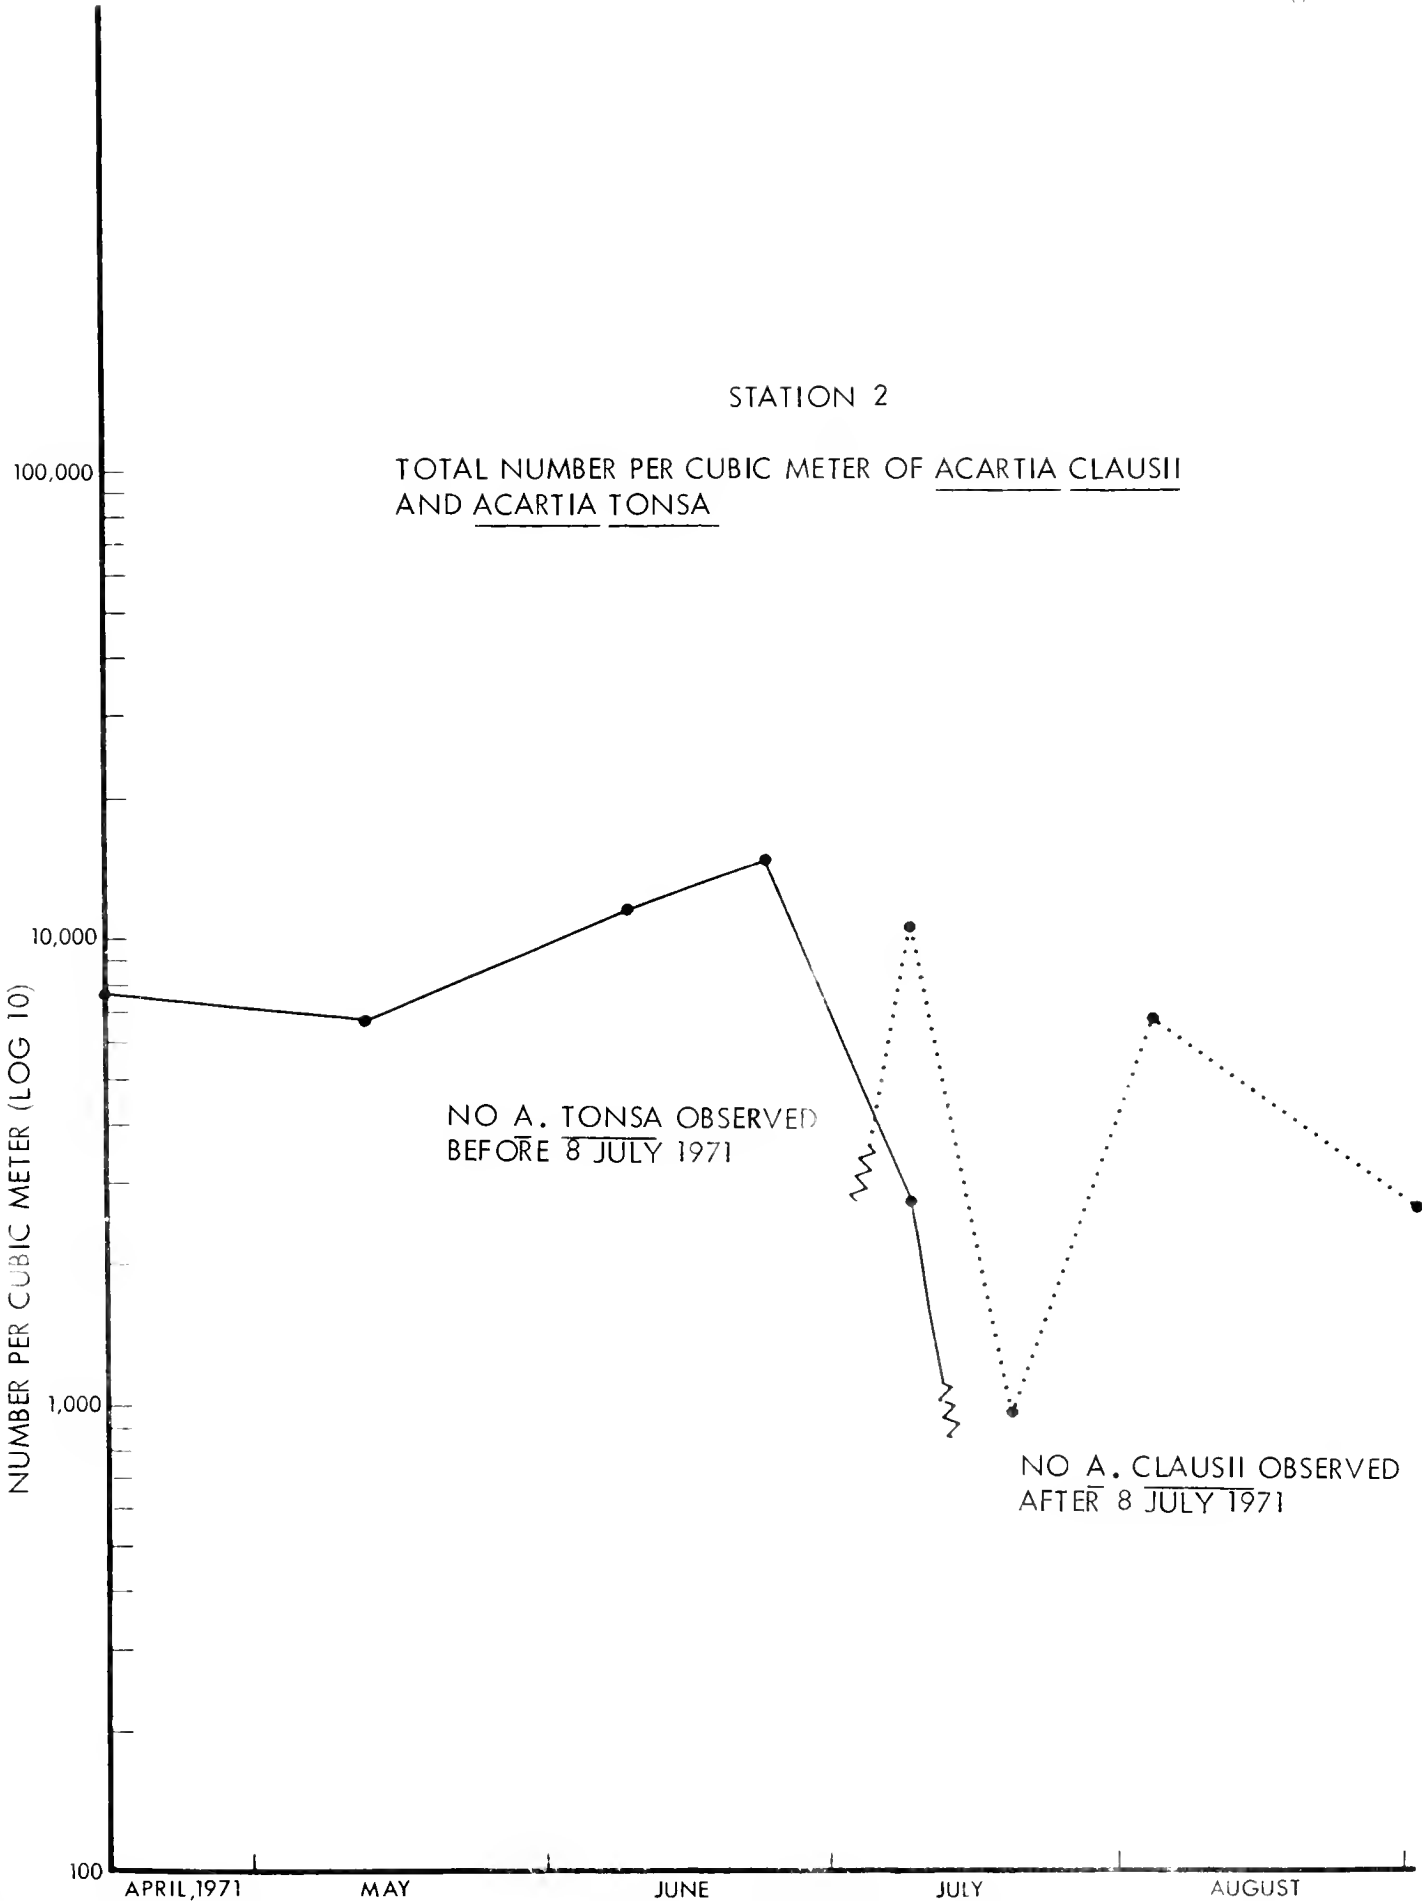 STATION 2
TOTAL NUMBER PER CUBIC METER OF ACARTIA CLAUSII
AND ACARTIA TONSA
100,000
10,000
1,000
100
NUMBER PER CUBIC METER (LOG 10)
NO A. TONSA OBSERVED
BEFORE 8 JULY 1971
NO A. CLAUSII OBSERVED
AFTER 8 JULY 1971
APRIL,1971 MAY JUNE JULY AUGUST